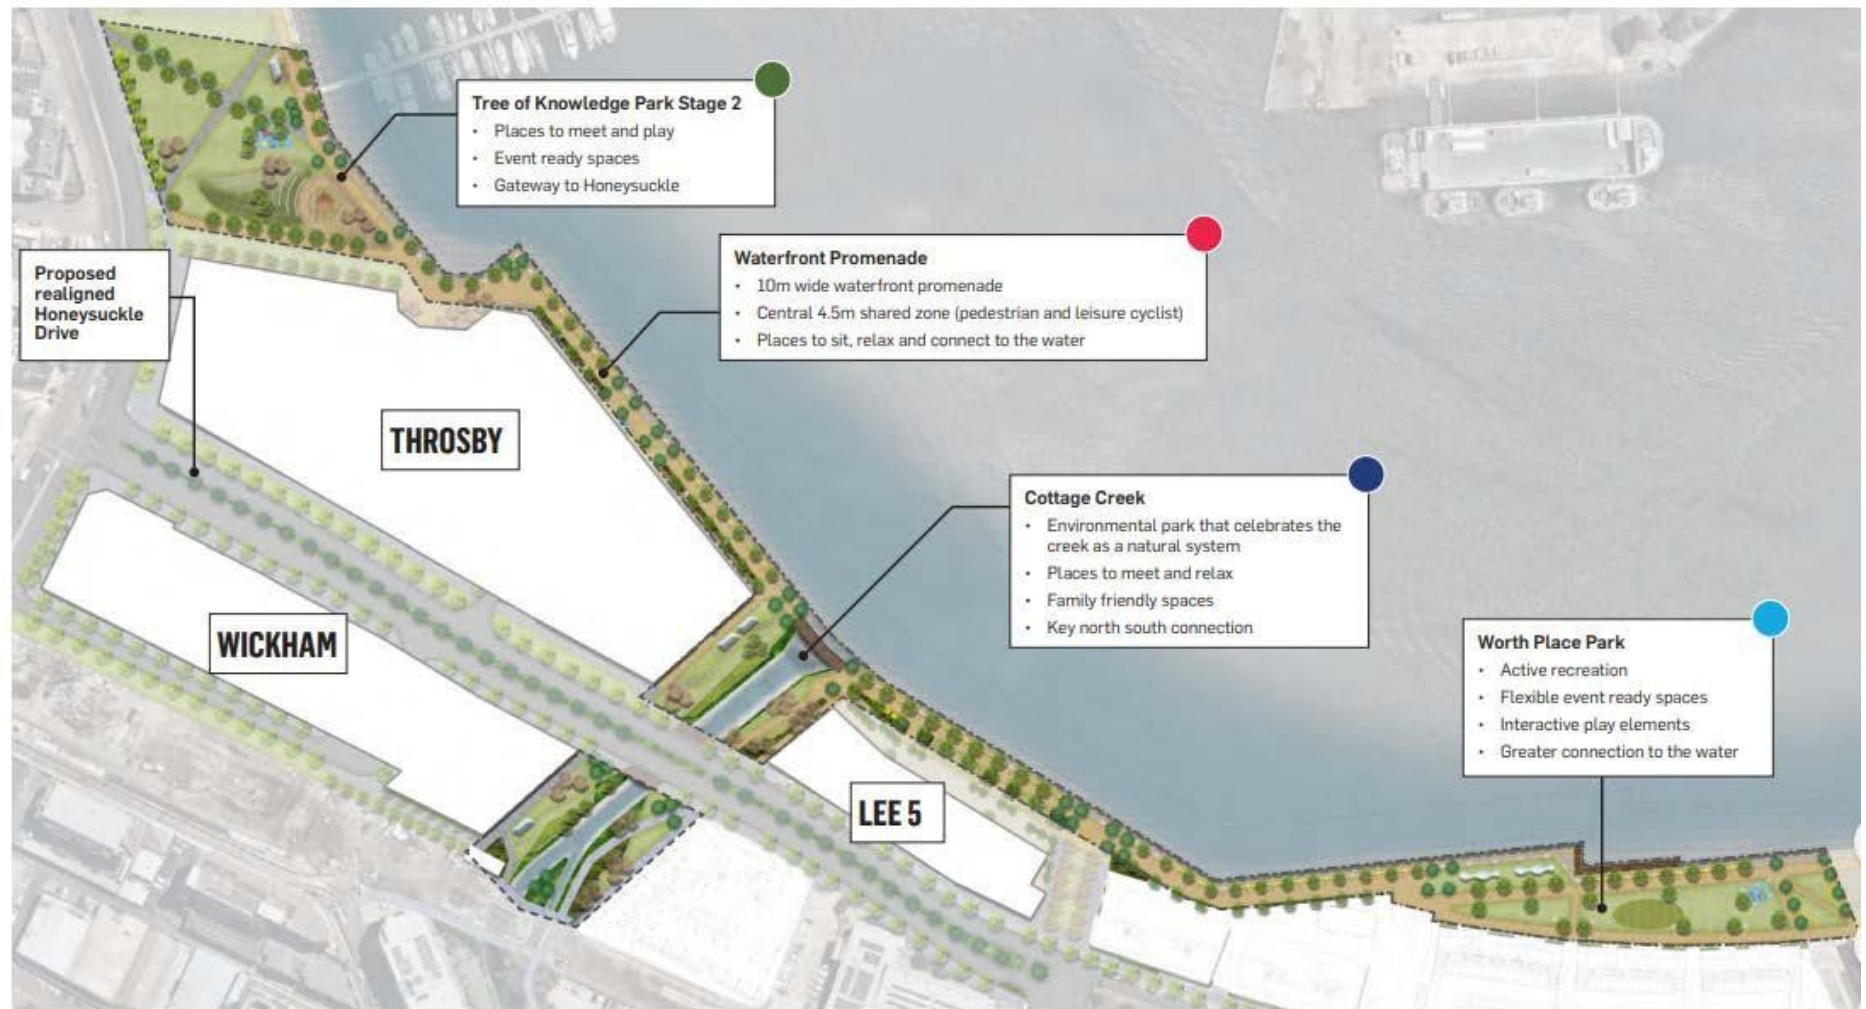 Tree of Knowledge Park Stage 2
• Places to meet and play
• Event ready spaces
• Gateway to Honeysuckle
Waterfront Promenade
• 10m wide waterfront promenade
• Central 4.5m shared zone (pedestrian and leisure cyclist)
• Places to sit, relax and connect to the water
Proposed
realigned
Honeysuckle
Drive
THROSBY
Cottage Creek
• Environmental park that celebrates the
creek as a natural system
• Places to meet and relax
• Family friendly spaces
• Key north south connection
WICKHAM
Worth Place Park
• Active recreation
• Flexible event ready spaces
• Interactive play elements
• Greater connection to the water
LEE 5